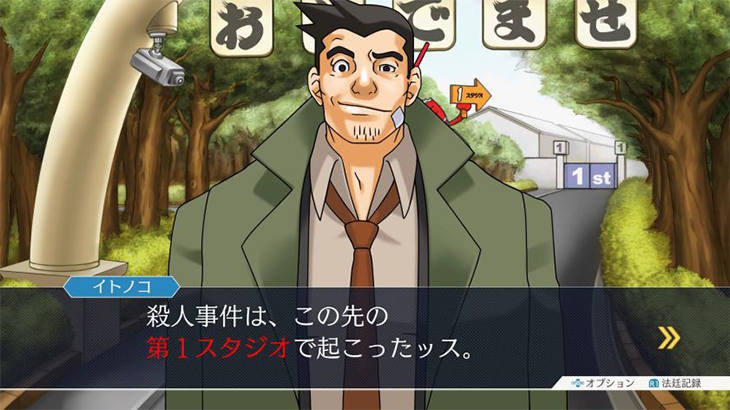 お
で
ま
せ
1 スタジオ
1
1
1st
イトノコ
殺人事件は、この先の
第1スタジオで起こったッス。
オプション
R1 法廷記録